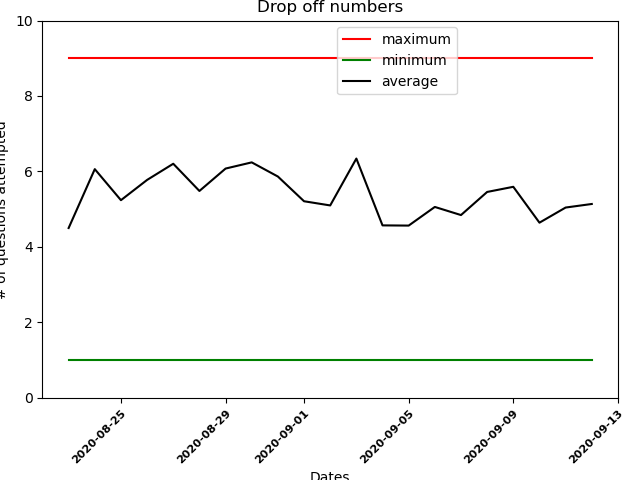 Drop off numbers
maximum
minimum
average
# of questions attempted
10
8
6
4
2
0
2020-08-25
2020-08-29
2020-09-01
2020-09-05
2020-09-09
2020-09-13
Dates